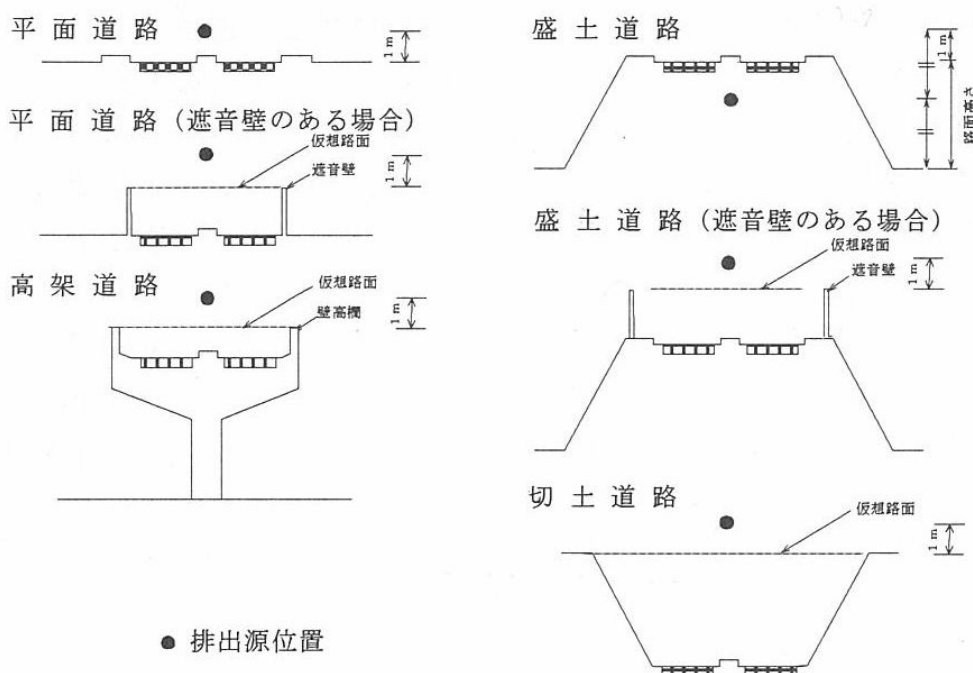 平面道路
1m
平面道路(遮音壁のある場合)
仮想路面
遮音壁
1m
高架道路
仮想路面
壁高欄
1m
● 排出源位置
盛土道路
1m
路面高さ
盛土道路(遮音壁のある場合)
仮想路面
遮音壁
1m
切土道路
仮想路面
1m